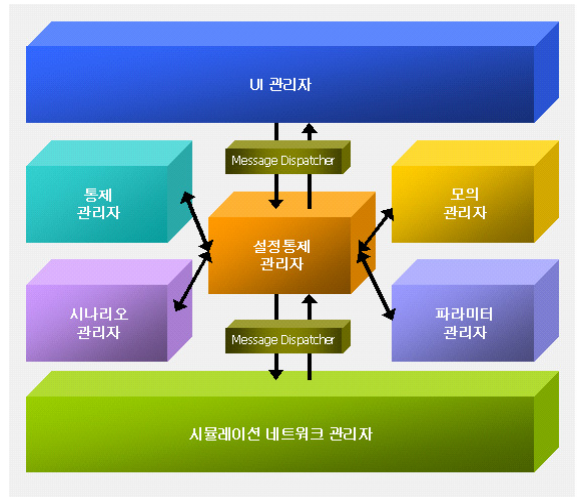 UI 관리자
Message Dispatcher
통제
관리자
모의
관리자
설정통제
관리자
시나리오
관리자
파라미터
관리자
Message Dispatcher
시뮬레이션 네트워크 관리자